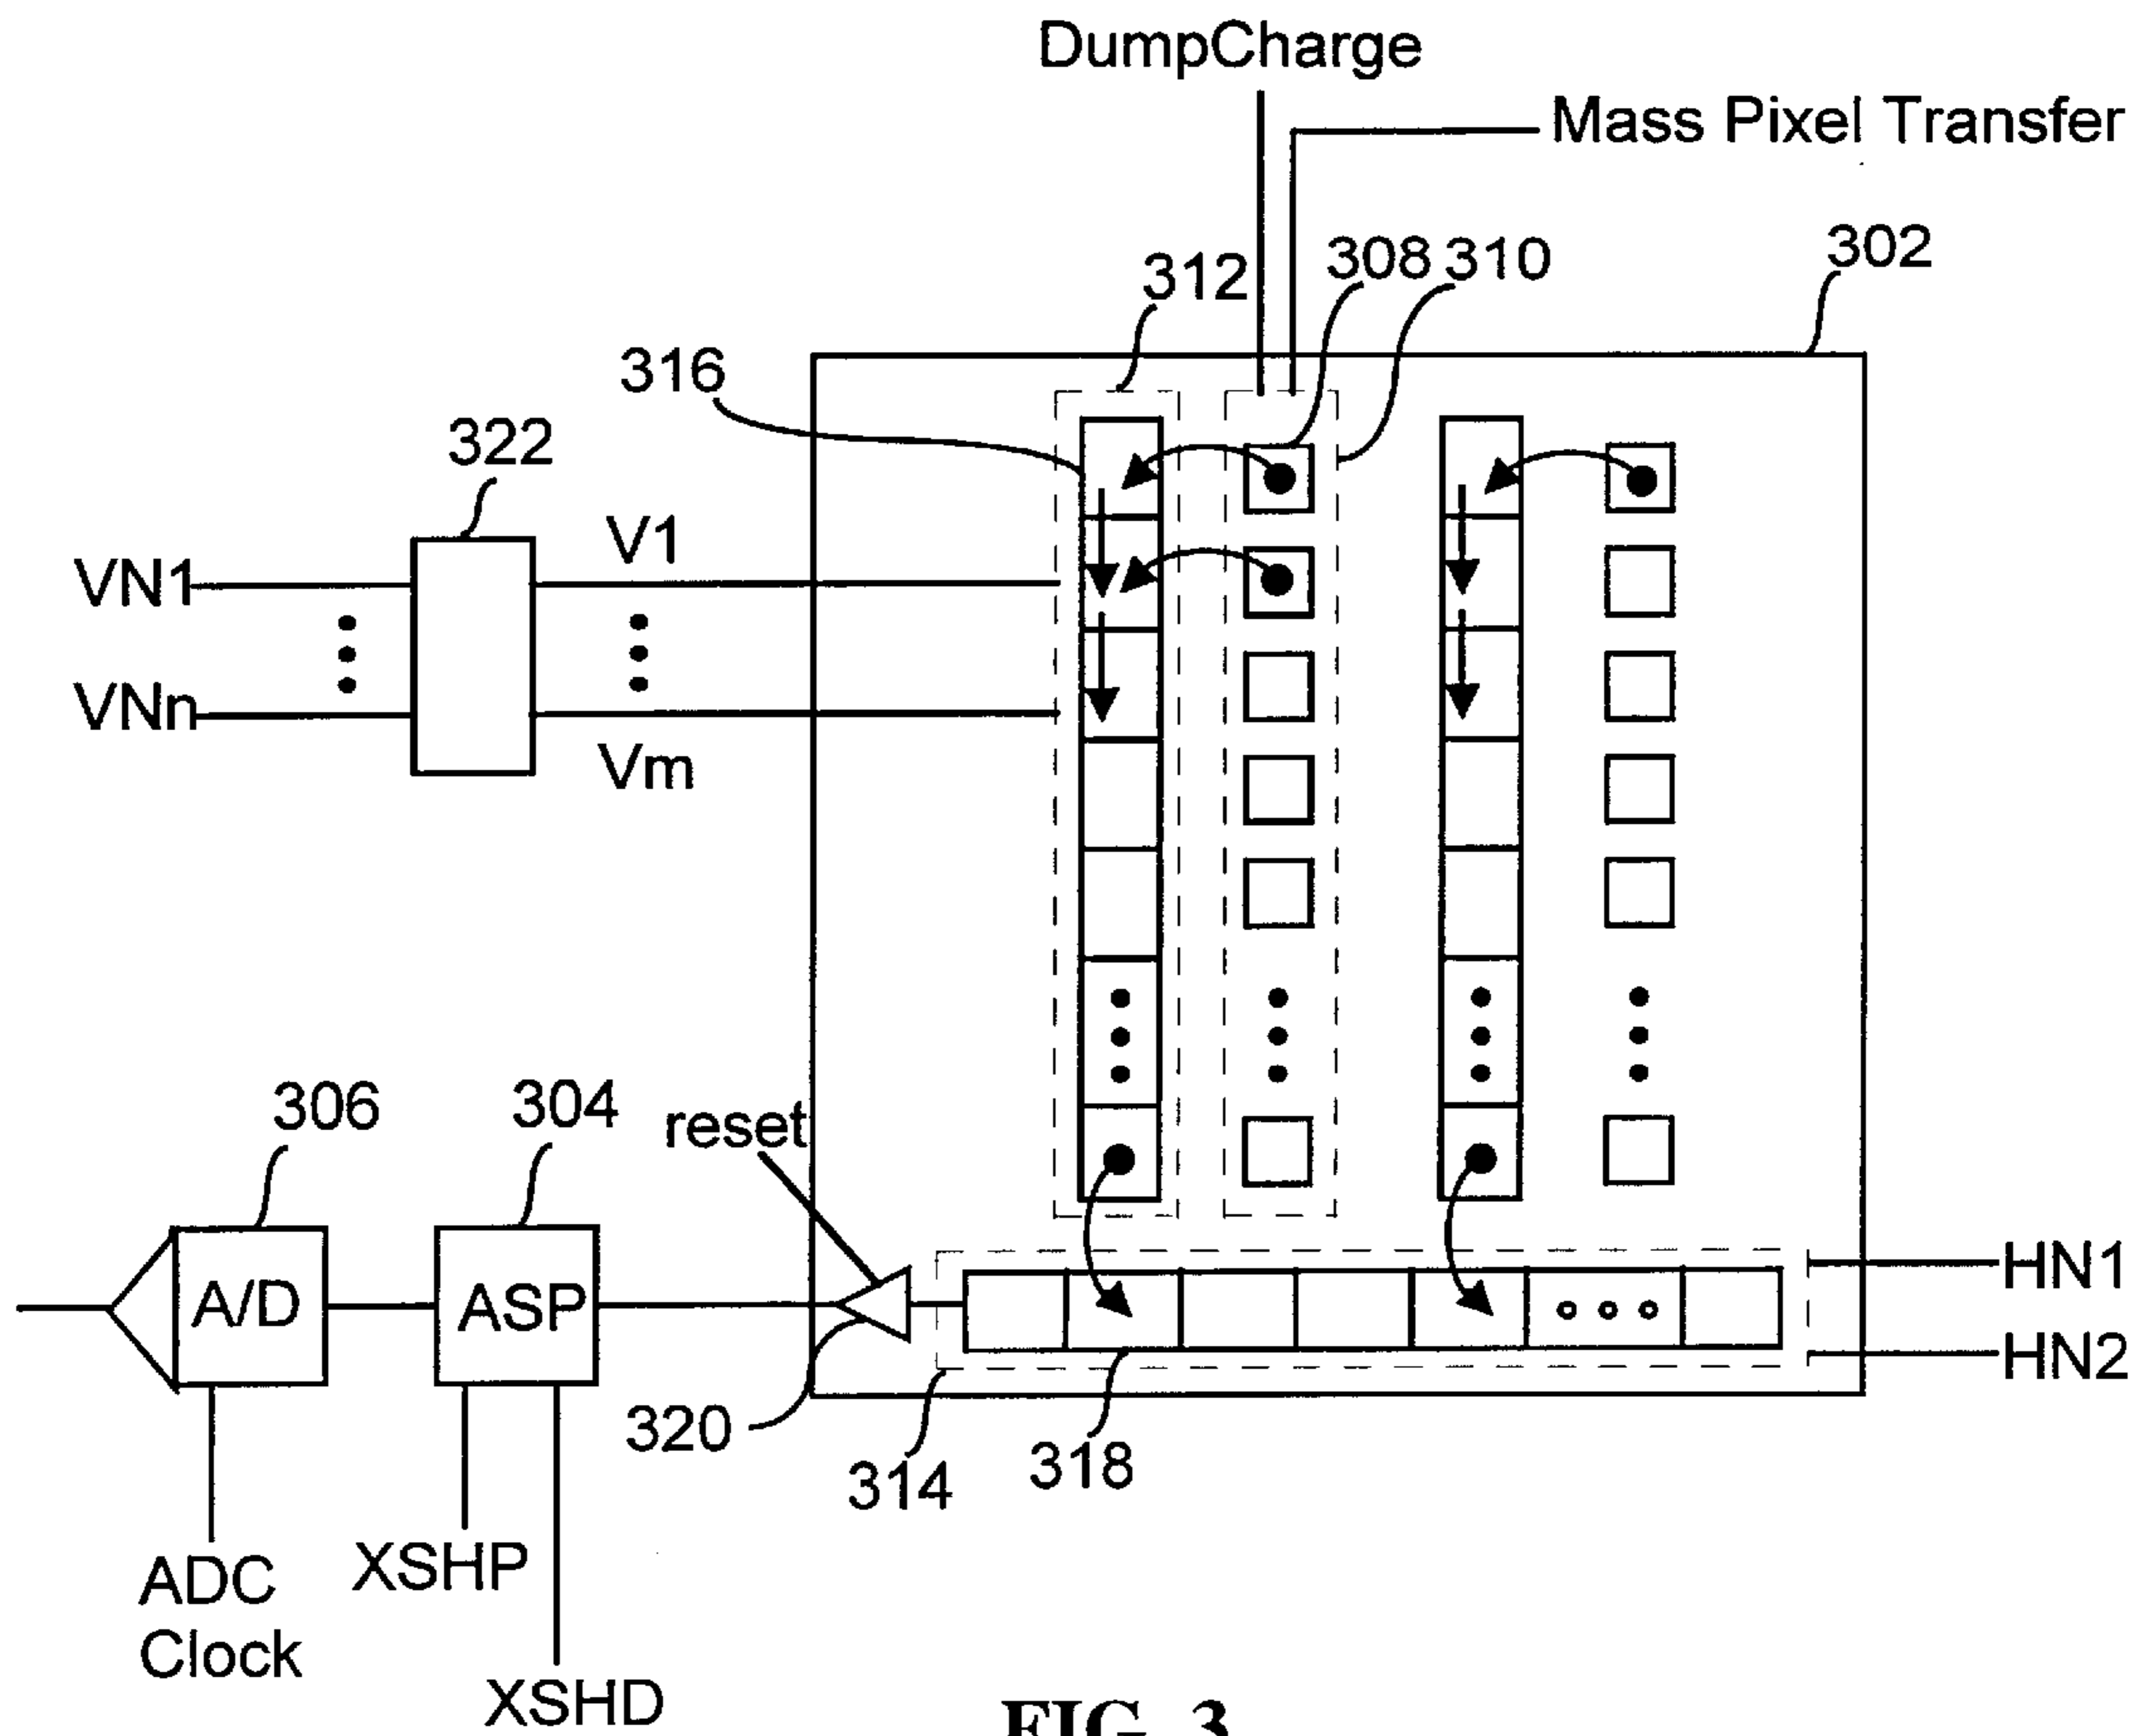 DumpCharge
Mass Pixel Transfer
302
308 310
312
316
322
V1
VN1
VNn
Vm
306
304
reset
A/D
ASP
HN1
HN2
320
314
318
ADC
Clock
XSHP
XSHD
FIG. 3